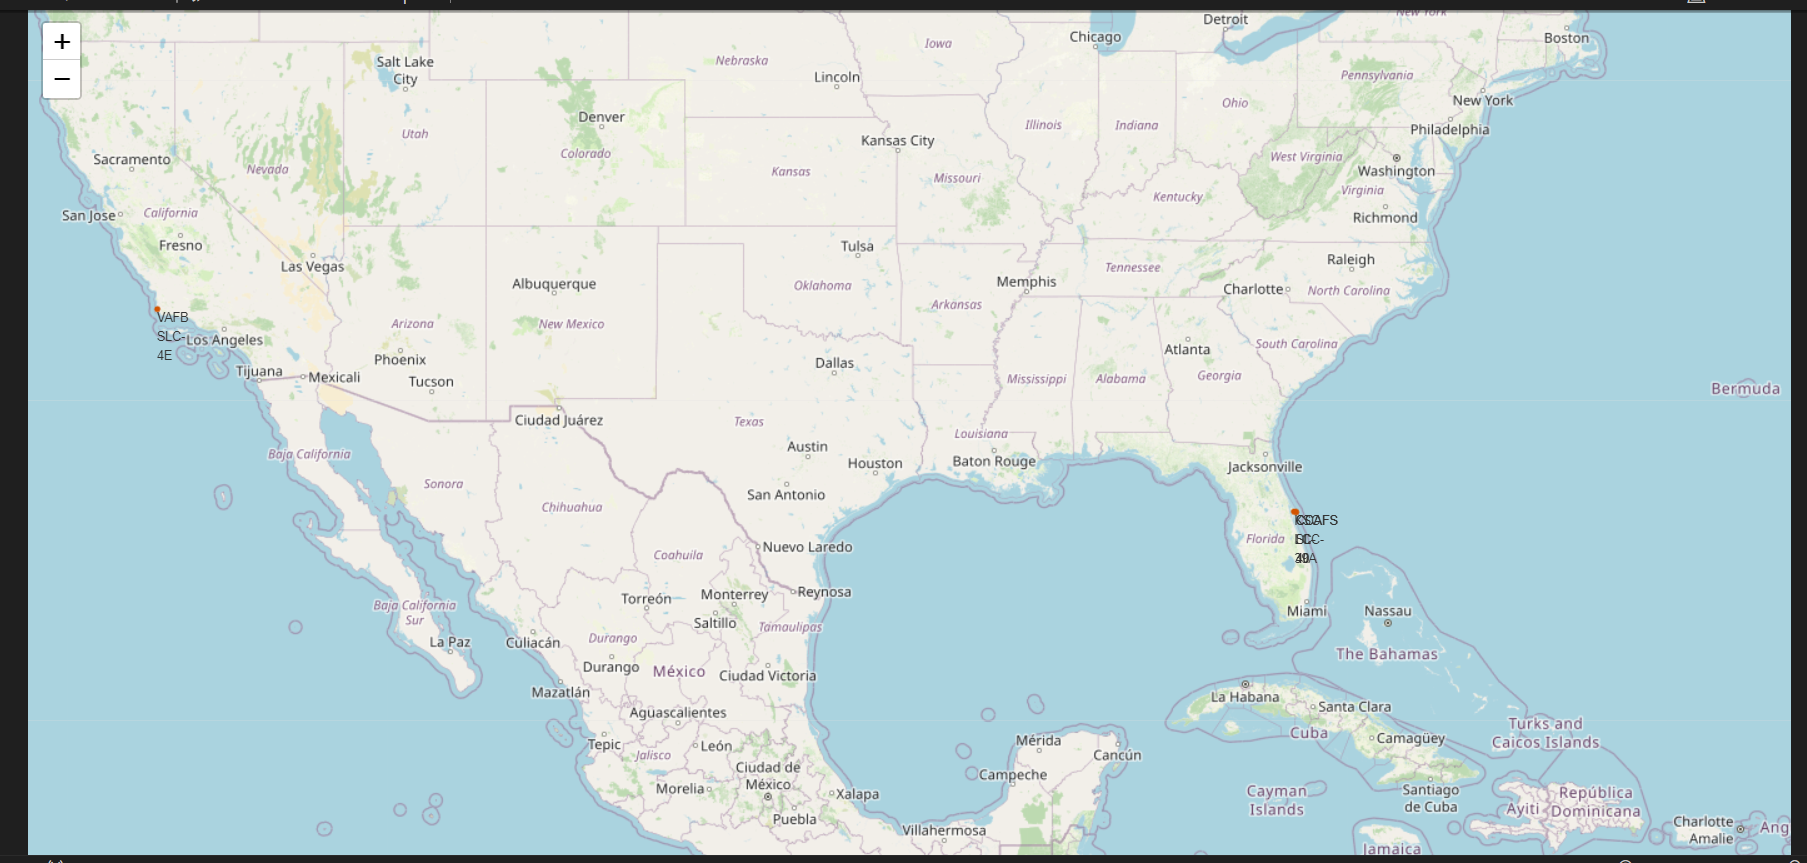 +
−
Detroit
New York
Chicago
Boston
Iowa
Salt Lake
City
Nebraska
Lincoln
Pennsylvania
New York
Ohio
Denver
Illinois
Indiana
Philadelphia
Utah
Kansas City
Colorado
Sacramento
West Virginia
Nevada
Kansas
Washington
Missouri
Kentucky
Virginia
San Jose
California
Richmond
Fresno
Tulsa
Raleigh
Las Vegas
Tennessee
Albuquerque
Oklahoma
Memphis
Charlotte
North Carolina
Arkansas
VAFB
SLC-
4E
Arizona
New Mexico
Los Angeles
South Carolina
Atlanta
Phoenix
Dallas
Tijuana
Mexicali
Tucson
Mississippi
Alabama
Georgia
Bermuda
Ciudad Juárez
Texas
Louisiana
Austin
Baja California
Houston
Baton Rouge
Jacksonville
Sonora
San Antonio
Chihuahua
Florida
Nuevo Laredo
Coahuila
Reynosa
Monterrey
Torreón
Baja California
Sur
Miami
Nassau
Saltillo
Tamaulipas
La Paz
Culiacán
Durango
The Bahamas
Durango
México
Ciudad Victoria
Mazatlán
La Habana
Santa Clara
Aguascalientes
Turks and
Caicos Islands
Cuba
Camagüey
Tepic
León
Mérida
Jalisco
Cancún
Ciudad de
México
Campeche
Morelia
Xalapa
Cayman
Islands
Santiago
de Cuba
República
Dominicana
Ayiti
Puebla
Villahermosa
Charlotte
Amalie
Ang
Jamaica